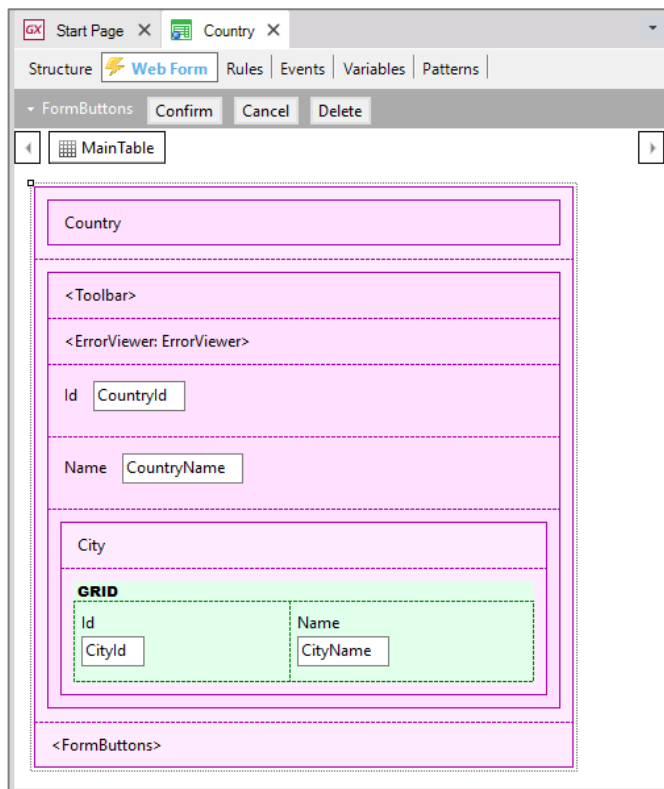 GX Start Page Country
Structure Web Form Rules Events Variables Patterns
FormButtons Confirm Cancel Delete
MainTable
Country
<Toolbar>
<ErrorViewer: ErrorViewer>
Id CountryId
Name CountryName
City
GRID
Id Name
CityId CityName
<FormButtons>